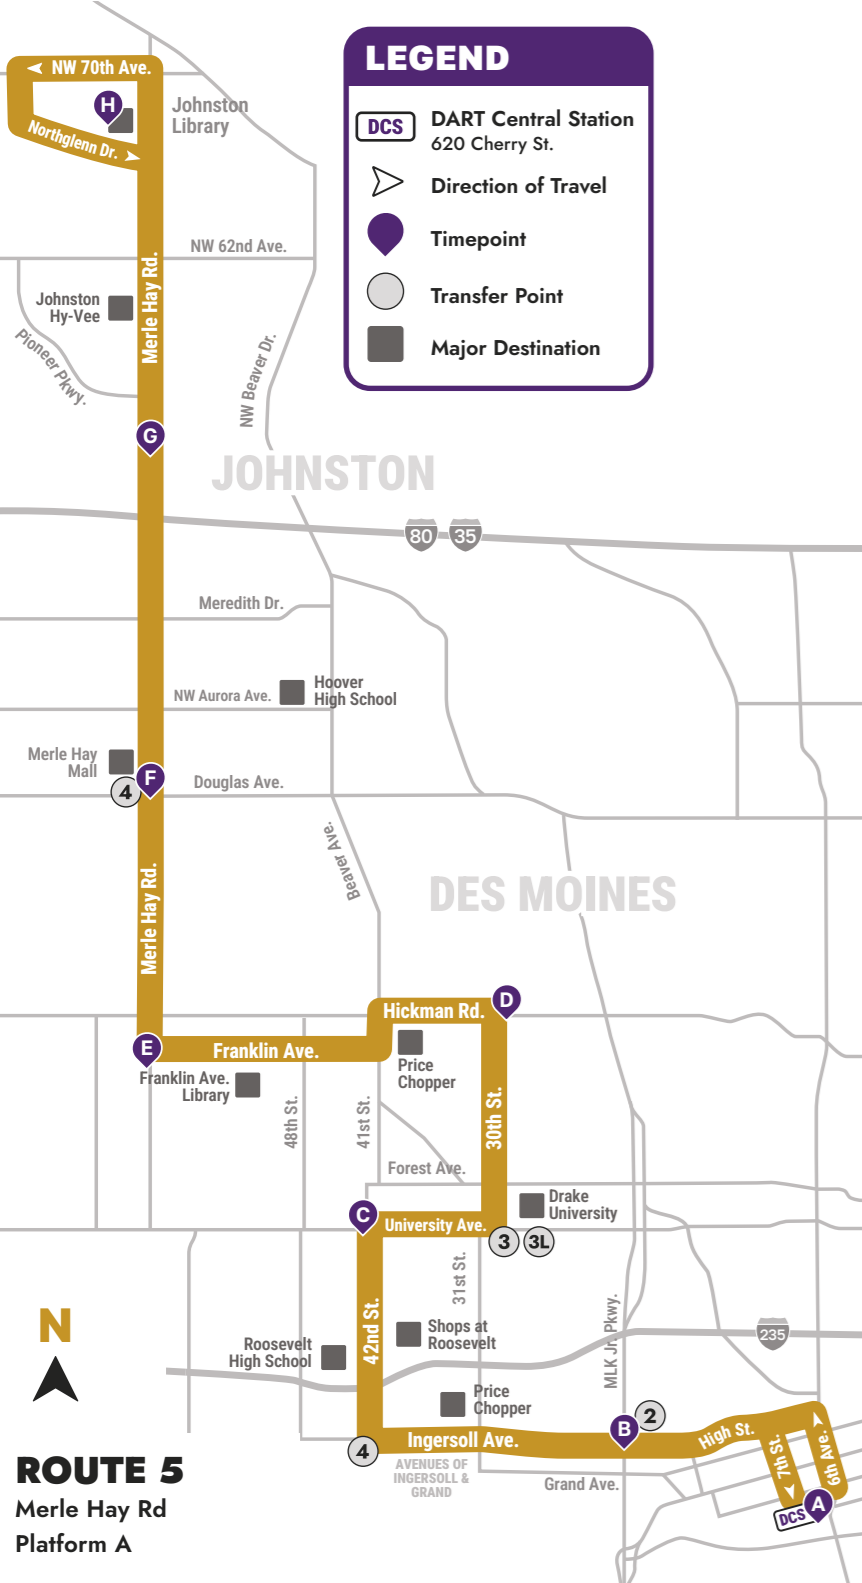 NW 70th Ave.
H
Johnston
Library
Northglenn Dr.
LEGEND
DCS
DART Central Station
620 Cherry St.
Direction of Travel
Timepoint
Transfer Point
Major Destination
NW 62nd Ave.
Merle Hay Rd.
Johnston
Hy-Vee
Pioneer Pkwy.
NW Beaver Dr.
G
JOHNSTON
80
35
Meredith Dr.
Hoover
High School
NW Aurora Ave.
Merle Hay
Mall
F
4
Douglas Ave.
Beaver Ave.
Merle Hay Rd.
DES MOINES
D
Hickman Rd.
E
Franklin Ave.
Price
Chopper
Franklin Ave.
Library
48th St.
41st St.
30th St.
Forest Ave.
Drake
University
C
University Ave.
3
3L
31st St.
42nd St.
MLK Jr. Pkwy.
N
Shops at
Roosevelt
Roosevelt
High School
235
Price
Chopper
2
B
High St.
Ingersoll Ave.
4
7th St.
6th Ave.
AVENUES OF
INGERSOLL &
GRAND
Grand Ave.
DCS
A
ROUTE 5
Merle Hay Rd
Platform A